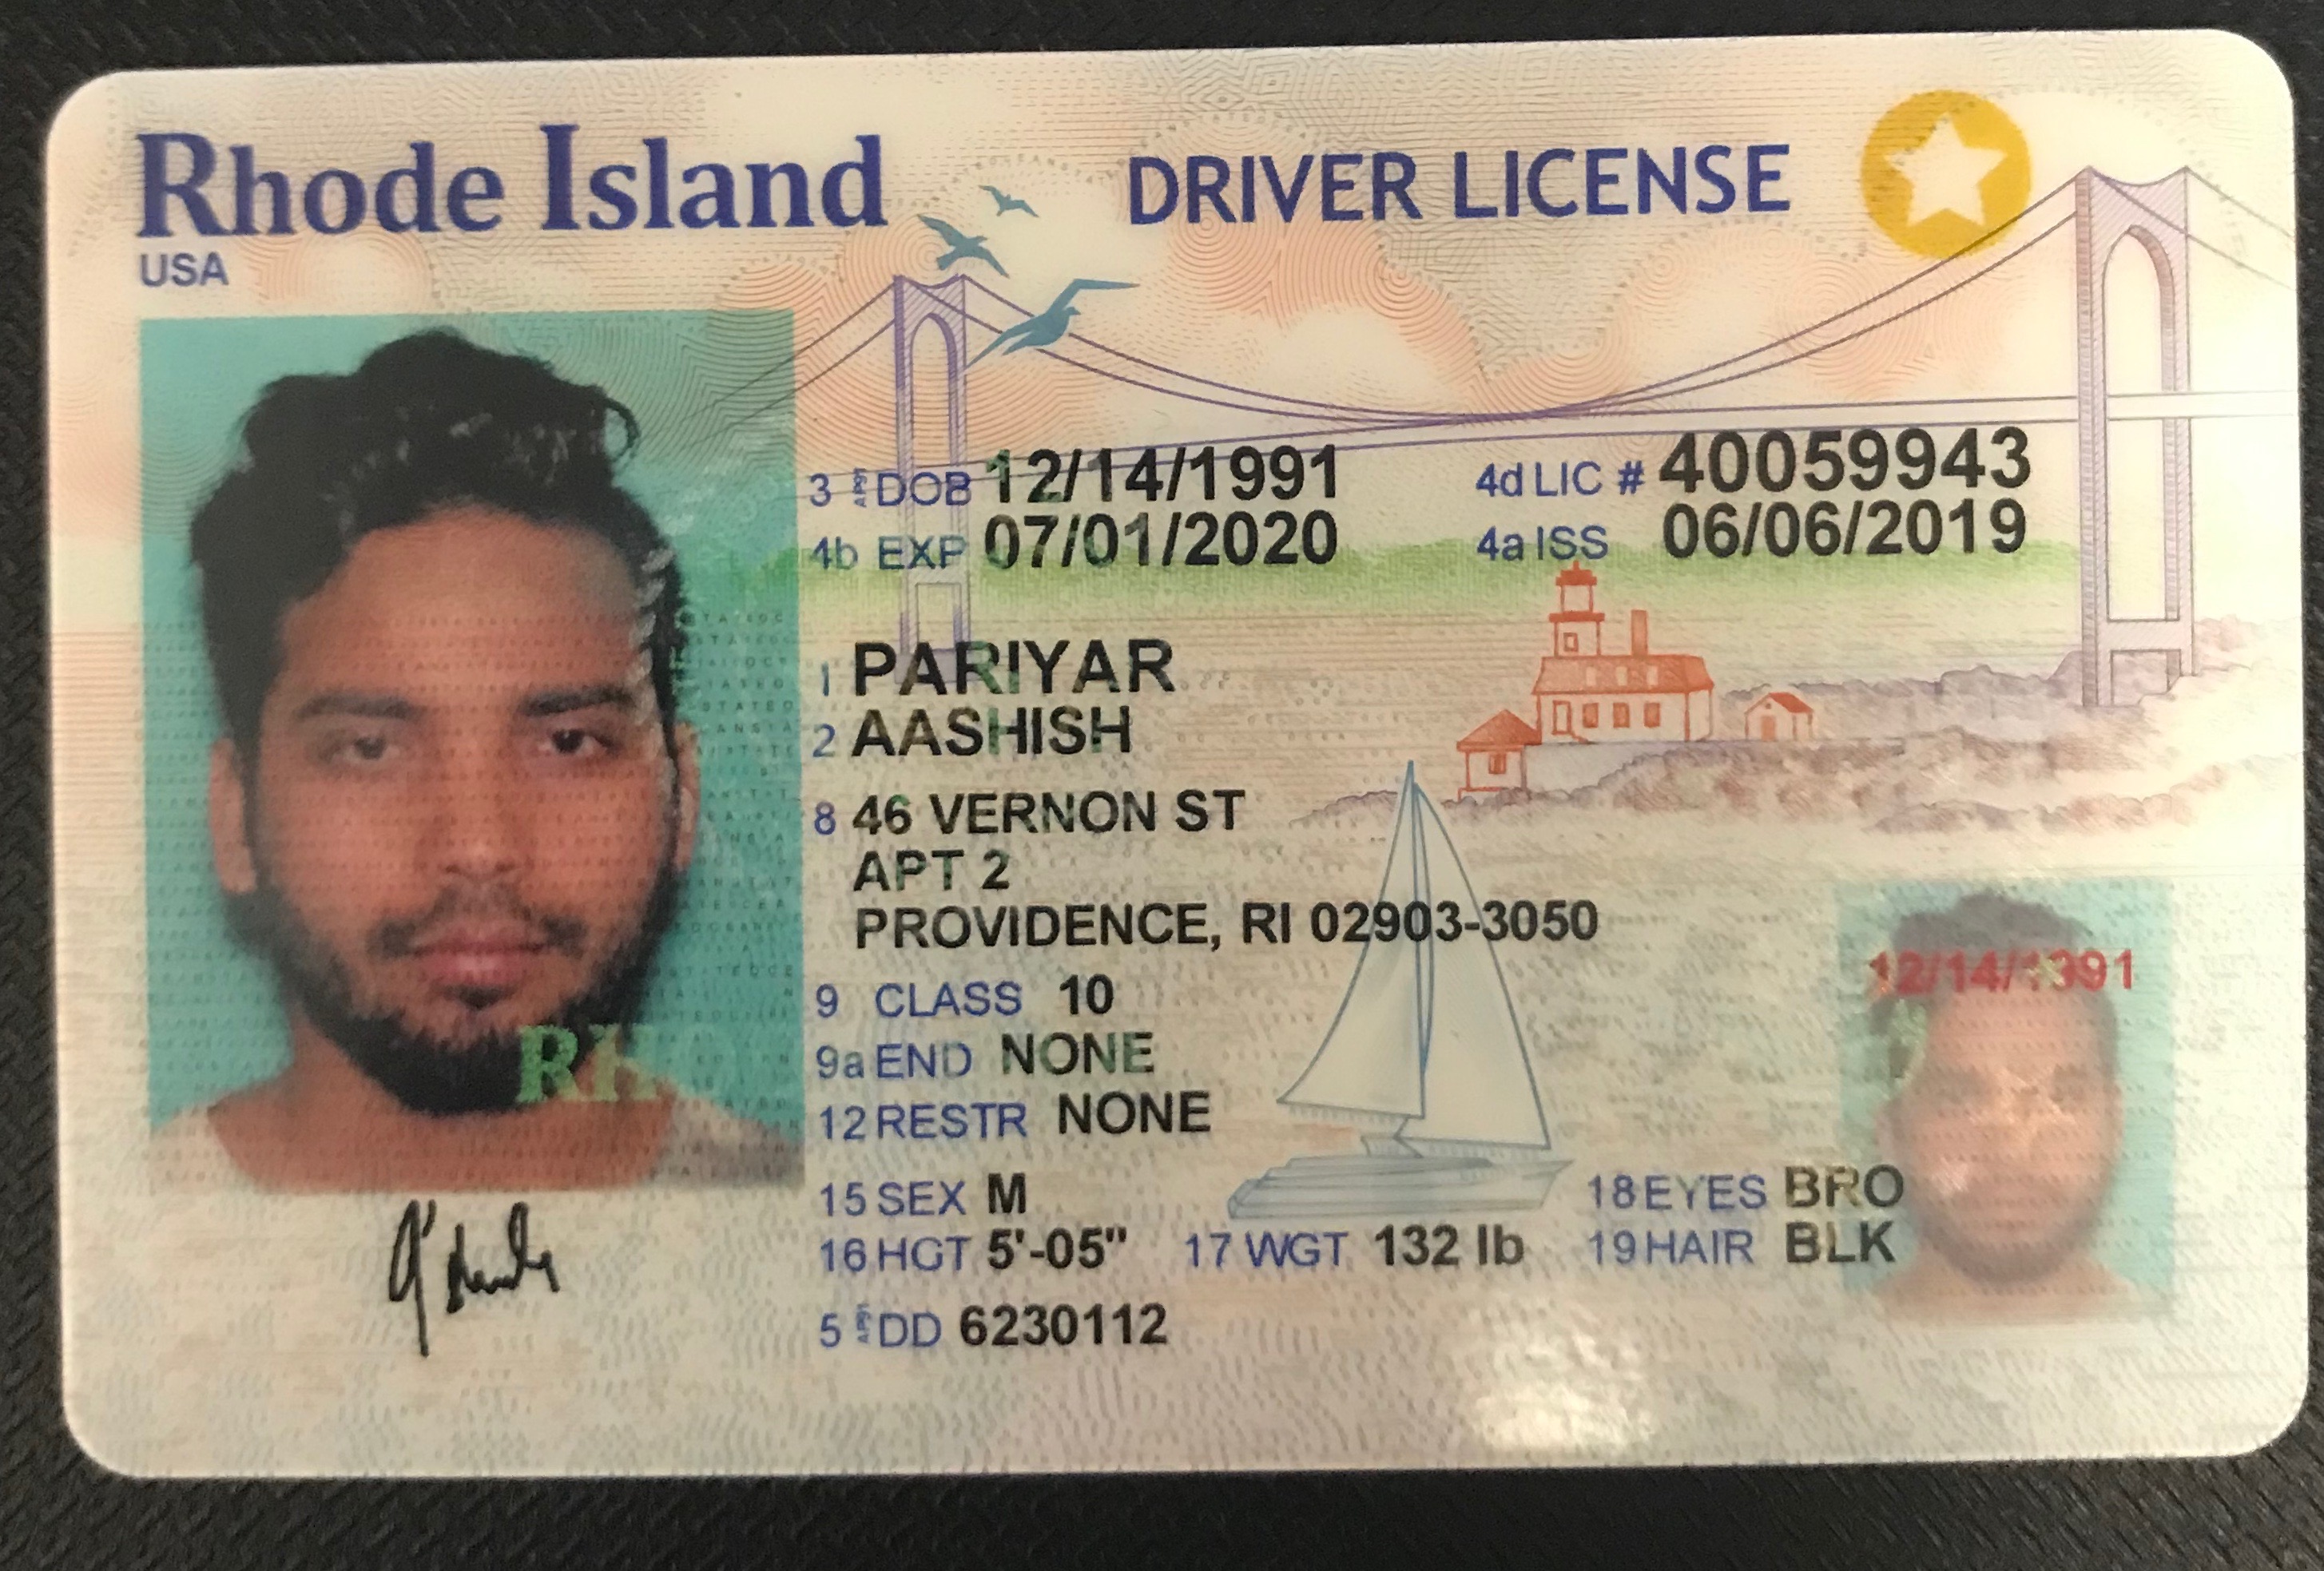 Rhode Island
DRIVER LICENSE
USA
3 DOB 12/14/1991
4d LIC # 40059943
4b EXP 07/01/2020
4a ISS 06/06/2019
1 PARIYAR
2 AASHISH
8 46 VERNON ST
APT 2
PROVIDENCE, RI 02903-3050
12/14/1991
9 CLASS 10
9a END NONE
RH
12 RESTR NONE
15 SEX M
18 EYES BRO
16 HGT 5'-05"
17 WGT 132 lb
19 HAIR BLK
5 DD 6230112